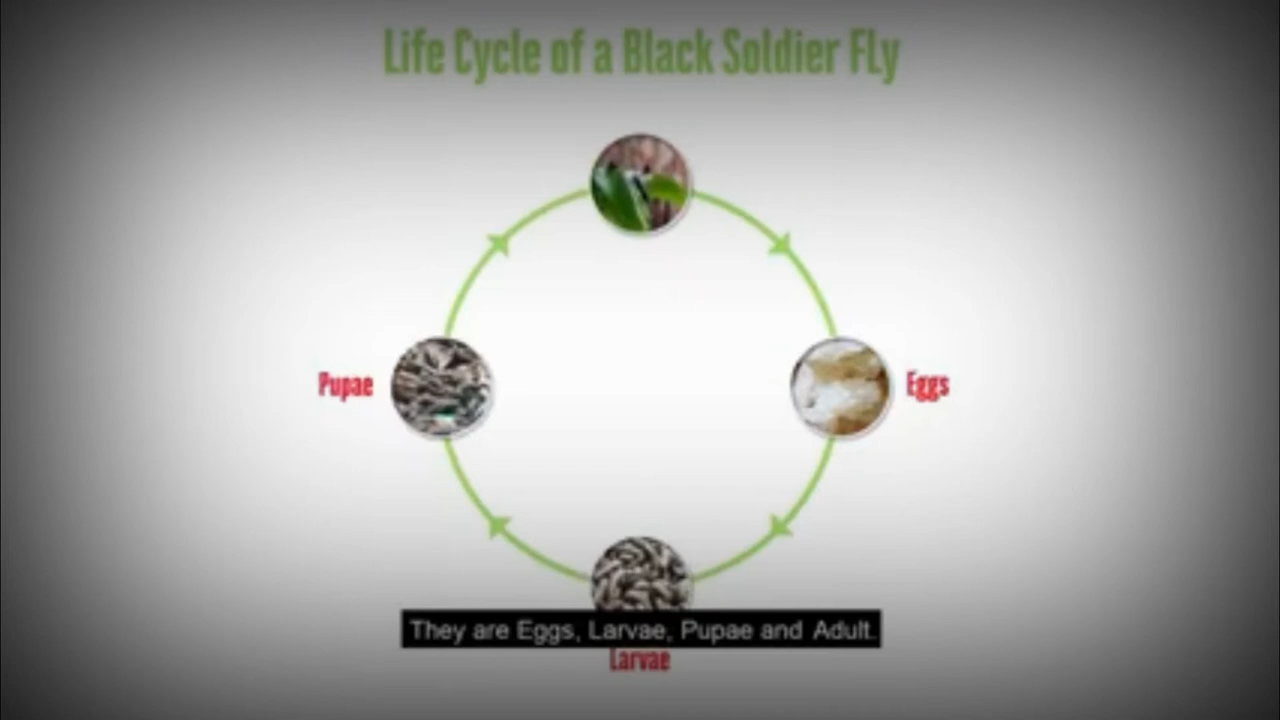 Life Cycle of a Black Soldier FLy
Pupae
Eggs
They are Eggs, Larvae, Pupae and Adult.
Larvae